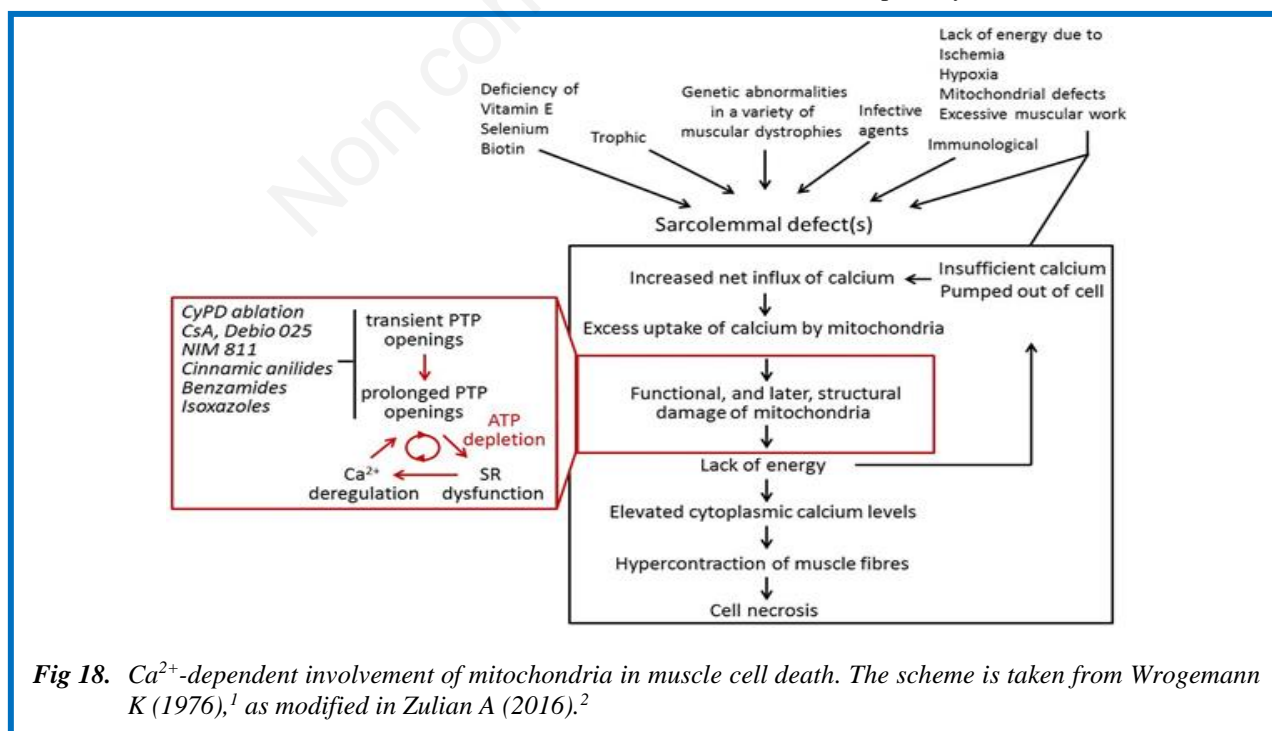 Non com
Lack of energy due to
Ischemia
Hypoxia
Mitochondrial defects
Excessive muscular work
Deficiency of
Vitamin E
Selenium
Biotin
Trophic
Genetic abnormalities
in a variety of
muscular dystrophies
Infective
agents
Immunological
Sarcolemmal defect(s)
Increased net influx of calcium
Insufficient calcium
Pumped out of cell
Excess uptake of calcium by mitochondria
Functional, and later, structural
damage of mitochondria
Lack of energy
Elevated cytoplasmic calcium levels
Hypercontraction of muscle fibres
Cell necrosis
CyPD ablation
CsA, Debio 025
NIM 811
Cinnamic anilides
Benzamides
Isoxazoles
transient PTP
openings
prolonged PTP
openings
ATP
depletion
Ca²⁺
deregulation
SR
dysfunction
Fig 18. Ca²⁺-dependent involvement of mitochondria in muscle cell death. The scheme is taken from Wrogemann
K (1976),¹ as modified in Zulian A (2016).²